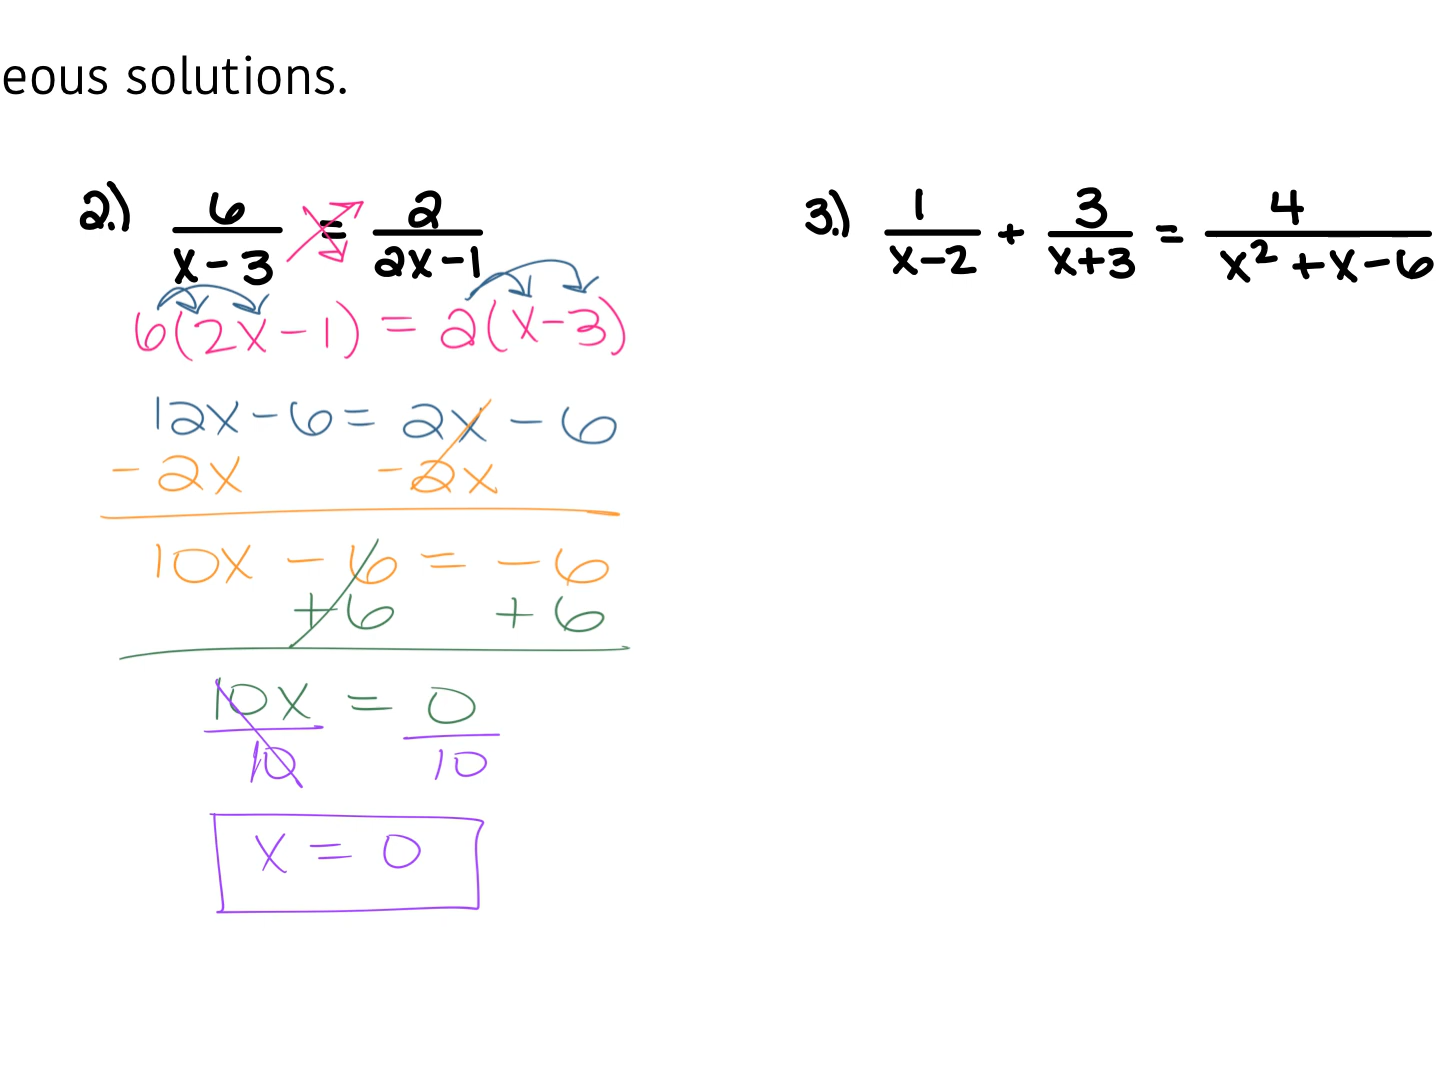 eous solutions.
2.) 6/(x-3) = 2/(2x-1)
6(2x-1) = 2(x-3)
12x-6 = 2x - 6
- 2x - 2x
10x - 6 = - 6
+6 + 6
10x = 0
10 10
x = 0
3.) 1/(x-2) + 3/(x+3) = 4/(x²+x-6)